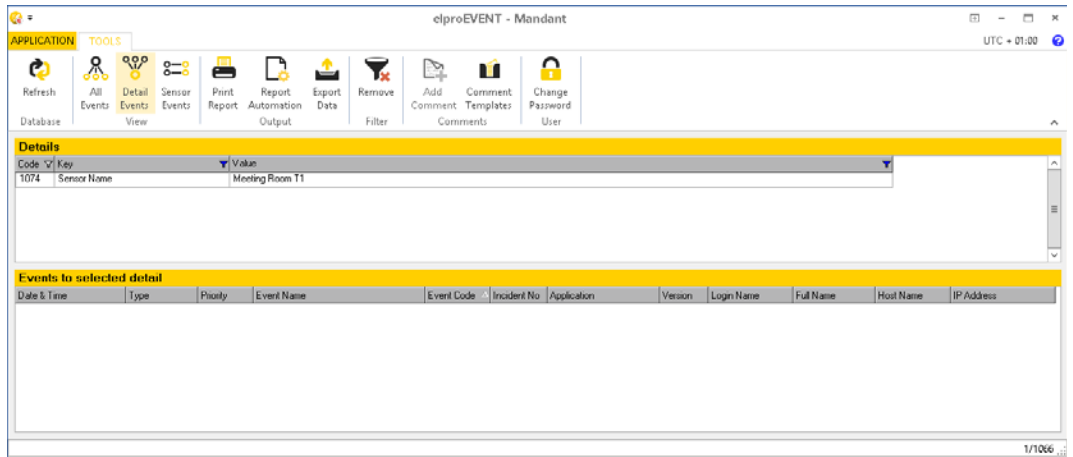 elproEVENT - Mandant
APPLICATION TOOLS UTC + 01:00
Refresh All Events Detail Events Sensor Events Print Report Report Automation Export Data Remove Add Comment Comment Templates Change Password
Database View Output Filter Comments User
Details
Code Key Value
1074 Sensor Name Meeting Room T1
Events to selected detail
Date & Time Type Priority Event Name Event Code Incident No Application Version Login Name Full Name Host Name IP Address
1/1066